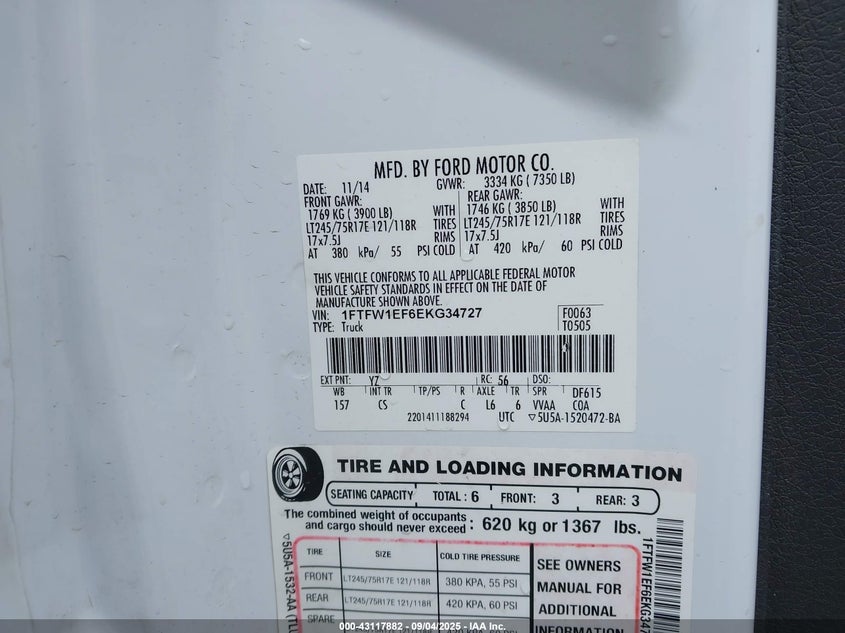 MFD. BY FORD MOTOR CO.
DATE: 11/14 GVWR: 3334 KG ( 7350 LB)
FRONT GAWR: REAR GAWR:
1769 KG ( 3900 LB) WITH 1746 KG ( 3850 LB) WITH
LT245/75R17E 121/118R TIRES LT245/75R17E 121/118R TIRES
17x7.5J RIMS 17x7.5J RIMS
AT 380 kPa/ 55 PSI COLD AT 420 kPa/ 60 PSI COLD
THIS VEHICLE CONFORMS TO ALL APPLICABLE FEDERAL MOTOR
VEHICLE SAFETY STANDARDS IN EFFECT ON THE DATE OF
MANUFACTURE SHOWN ABOVE.
VIN: 1FTFW1EF6EKG34727 F0063
TYPE: Truck T0505
EXT PNT: YZ RC: 56 DSO:
WB INT TR TP/PS R AXLE TR SPR DF615
157 CS C L6 6 VVAA COA
2201411188294 UTC ▽5U5A-1520472-BA
TIRE AND LOADING INFORMATION
SEATING CAPACITY TOTAL : 6 FRONT: 3 REAR: 3
The combined weight of occupants
and cargo should never exceed : 620 kg or 1367 lbs.
TIRE SIZE COLD TIRE PRESSURE
FRONT LT245/75R17E 121/118R 380 KPA, 55 PSI
REAR LT245/75R17E 121/118R 420 KPA, 60 PSI
SPARE
SEE OWNERS
MANUAL FOR
ADDITIONAL
INFORMATION
▽5U5A-1532-AA (TLU
1FTFW1EF6EKG347
000-43117882 - 09/04/2025 - IAA Inc.